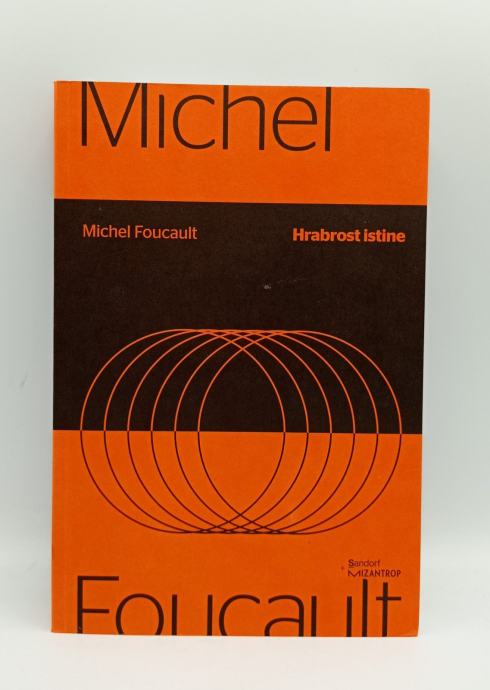 Michel
Michel Foucault
Hrabrost istine
Sandorf
MIZANTROP
Foucault